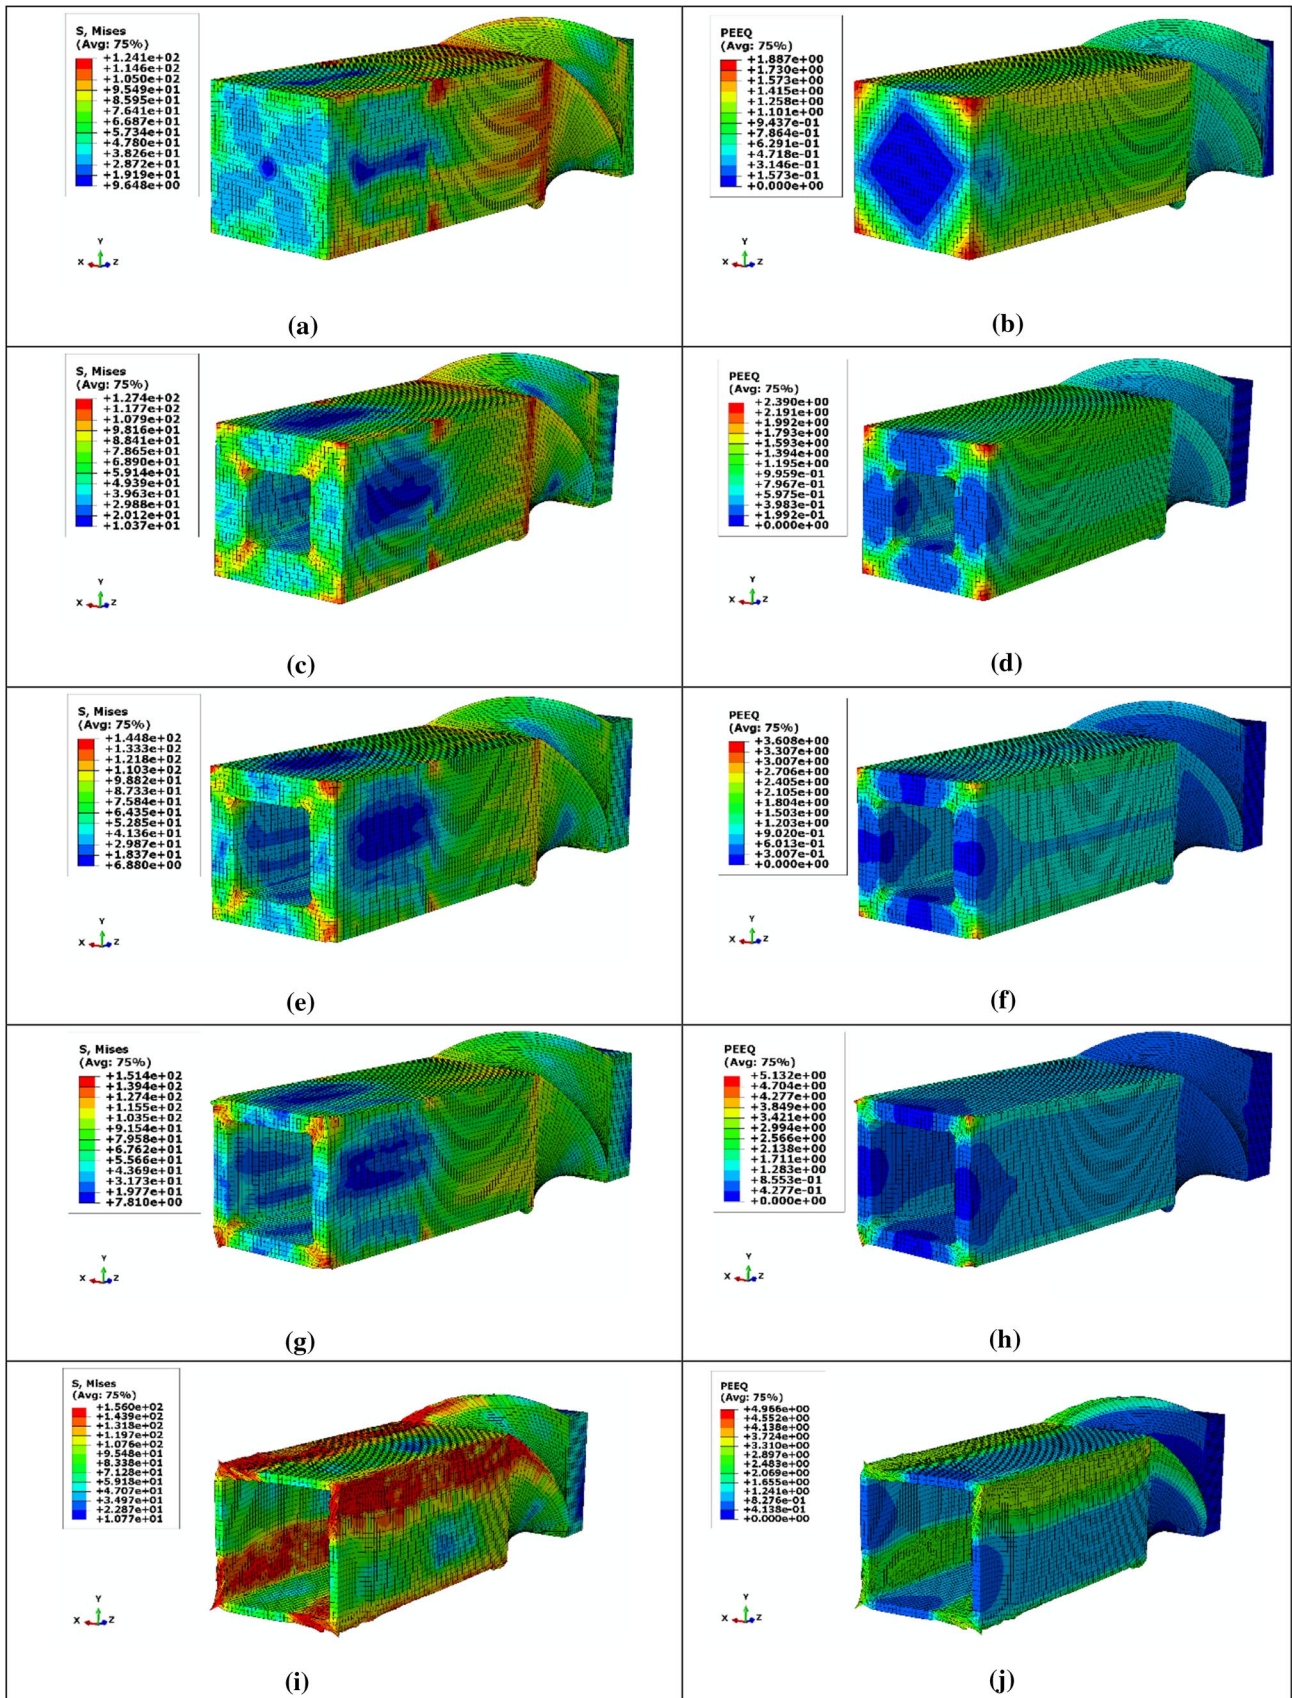 S, Mises
(Avg: 75%)
+1.241e+02
+1.146e+02
+1.050e+02
+9.549e+01
+8.595e+01
+7.641e+01
+6.687e+01
+5.734e+01
+4.780e+01
+3.826e+01
+2.872e+01
+1.919e+01
+9.648e+00
Y
X Z
(a)
PEEQ
(Avg: 75%)
+1.887e+00
+1.730e+00
+1.573e+00
+1.415e+00
+1.258e+00
+1.101e+00
+9.437e-01
+7.864e-01
+6.291e-01
+4.718e-01
+3.146e-01
+1.573e-01
+0.000e+00
Y
X Z
(b)
S, Mises
(Avg: 75%)
+1.274e+02
+1.177e+02
+1.079e+02
+9.816e+01
+8.841e+01
+7.865e+01
+6.890e+01
+5.914e+01
+4.939e+01
+3.963e+01
+2.988e+01
+2.012e+01
+1.037e+01
Y
X Z
(c)
PEEQ
(Avg: 75%)
+2.390e+00
+2.191e+00
+1.992e+00
+1.793e+00
+1.593e+00
+1.394e+00
+1.195e+00
+9.959e-01
+7.967e-01
+5.975e-01
+3.983e-01
+1.992e-01
+0.000e+00
Y
X Z
(d)
S, Mises
(Avg: 75%)
+1.448e+02
+1.333e+02
+1.218e+02
+1.103e+02
+9.882e+01
+8.733e+01
+7.584e+01
+6.435e+01
+5.285e+01
+4.136e+01
+2.987e+01
+1.837e+01
+6.880e+00
Y
X Z
(e)
PEEQ
(Avg: 75%)
+3.608e+00
+3.307e+00
+3.007e+00
+2.706e+00
+2.405e+00
+2.105e+00
+1.804e+00
+1.503e+00
+1.203e+00
+9.020e-01
+6.013e-01
+3.007e-01
+0.000e+00
Y
X Z
(f)
S, Mises
(Avg: 75%)
+1.514e+02
+1.394e+02
+1.274e+02
+1.155e+02
+1.035e+02
+9.154e+01
+7.958e+01
+6.762e+01
+5.566e+01
+4.369e+01
+3.173e+01
+1.977e+01
+7.810e+00
Y
X Z
(g)
PEEQ
(Avg: 75%)
+5.132e+00
+4.704e+00
+4.277e+00
+3.849e+00
+3.421e+00
+2.994e+00
+2.566e+00
+2.138e+00
+1.711e+00
+1.283e+00
+8.553e-01
+4.277e-01
+0.000e+00
Y
X Z
(h)
S, Mises
(Avg: 75%)
+1.560e+02
+1.439e+02
+1.318e+02
+1.197e+02
+1.076e+02
+9.548e+01
+8.338e+01
+7.128e+01
+5.918e+01
+4.707e+01
+3.497e+01
+2.287e+01
+1.077e+01
Y
X Z
(i)
PEEQ
(Avg: 75%)
+4.966e+00
+4.552e+00
+4.138e+00
+3.724e+00
+3.310e+00
+2.897e+00
+2.483e+00
+2.069e+00
+1.655e+00
+1.241e+00
+8.276e-01
+4.138e-01
+0.000e+00
Y
X Z
(j)